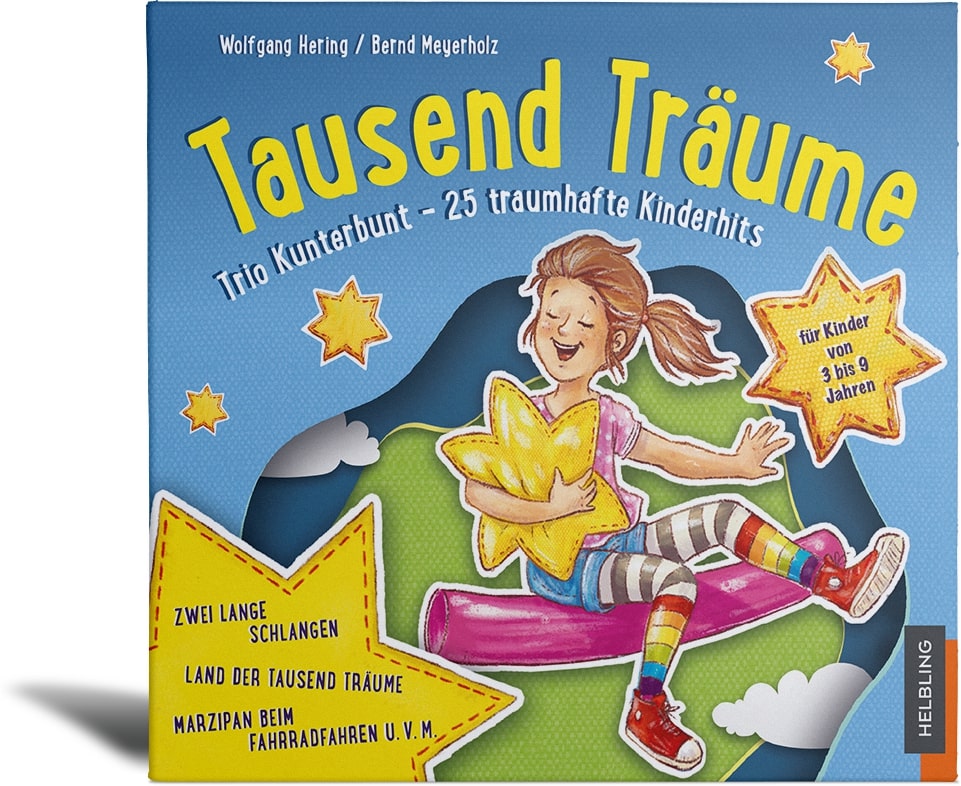 Wolfgang Hering / Bernd Meyerholz
Tausend Träume
Trio Kunterbunt – 25 traumhafte Kinderhits
für Kinder
von
3 bis 9
Jahren
ZWEI LANGE
SCHLANGEN
LAND DER TAUSEND TRÄUME
MARZIPAN BEIM
FAHRRADFAHREN U. V. M.
HELBLING